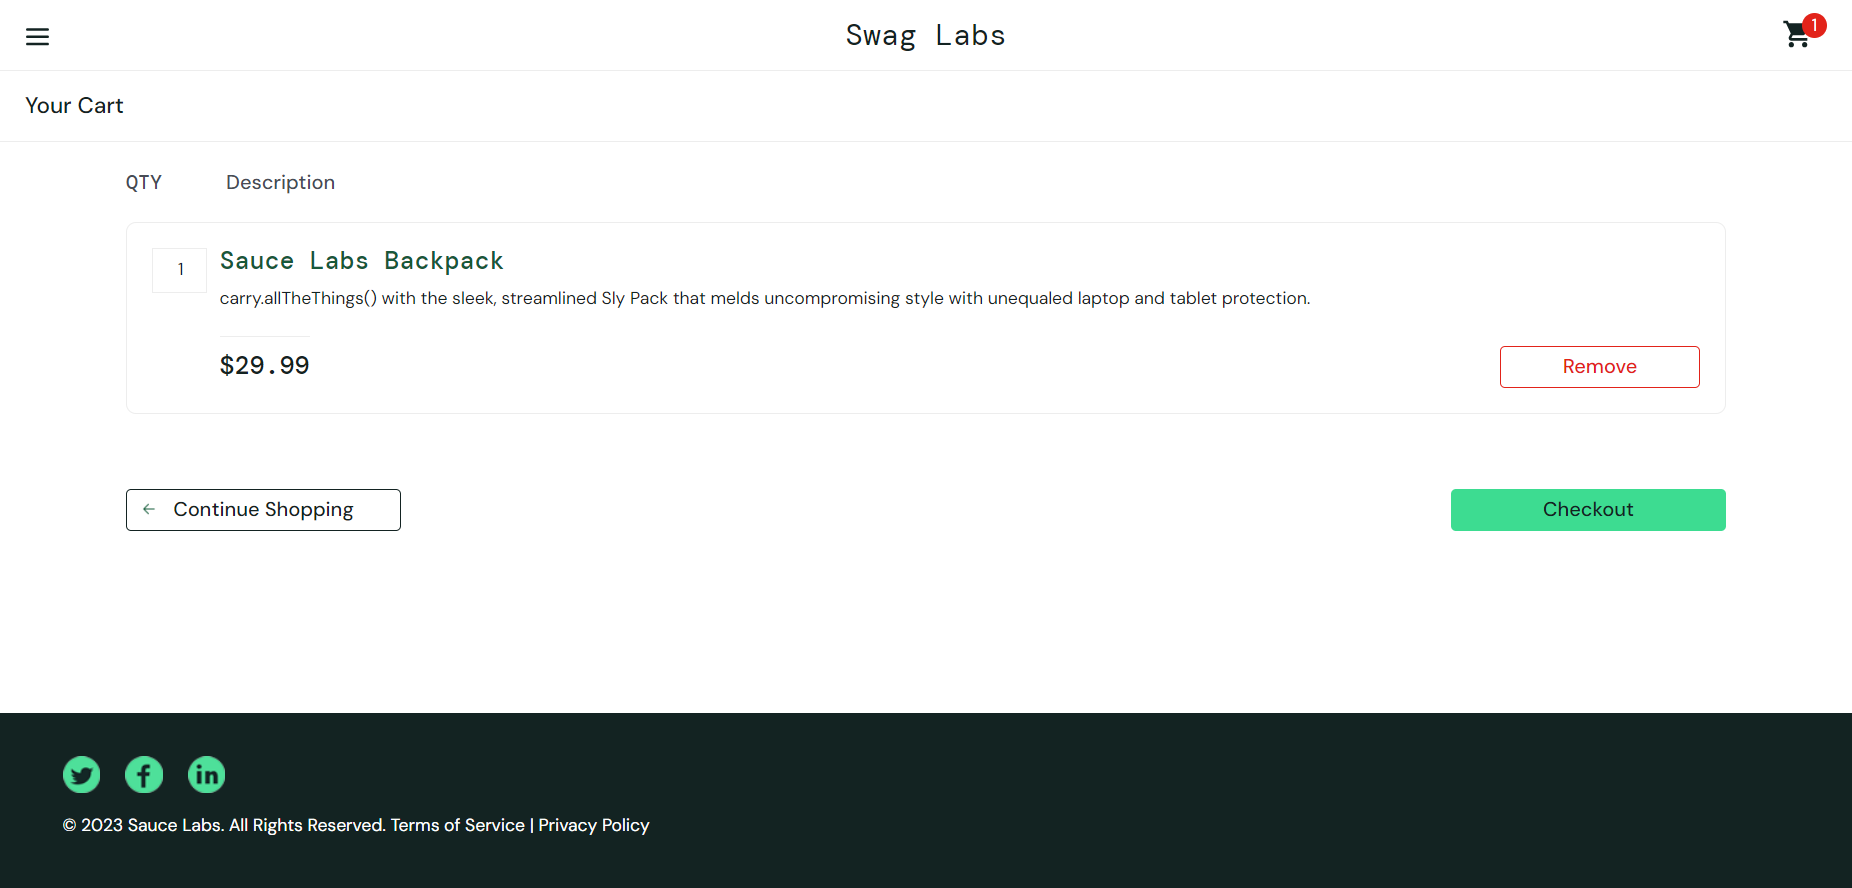 Swag Labs
1
Your Cart
QTY Description
1
Sauce Labs Backpack
carry.allTheThings() with the sleek, streamlined Sly Pack that melds uncompromising style with unequaled laptop and tablet protection.
$29.99
Remove
Continue Shopping
Checkout
© 2023 Sauce Labs. All Rights Reserved. Terms of Service | Privacy Policy